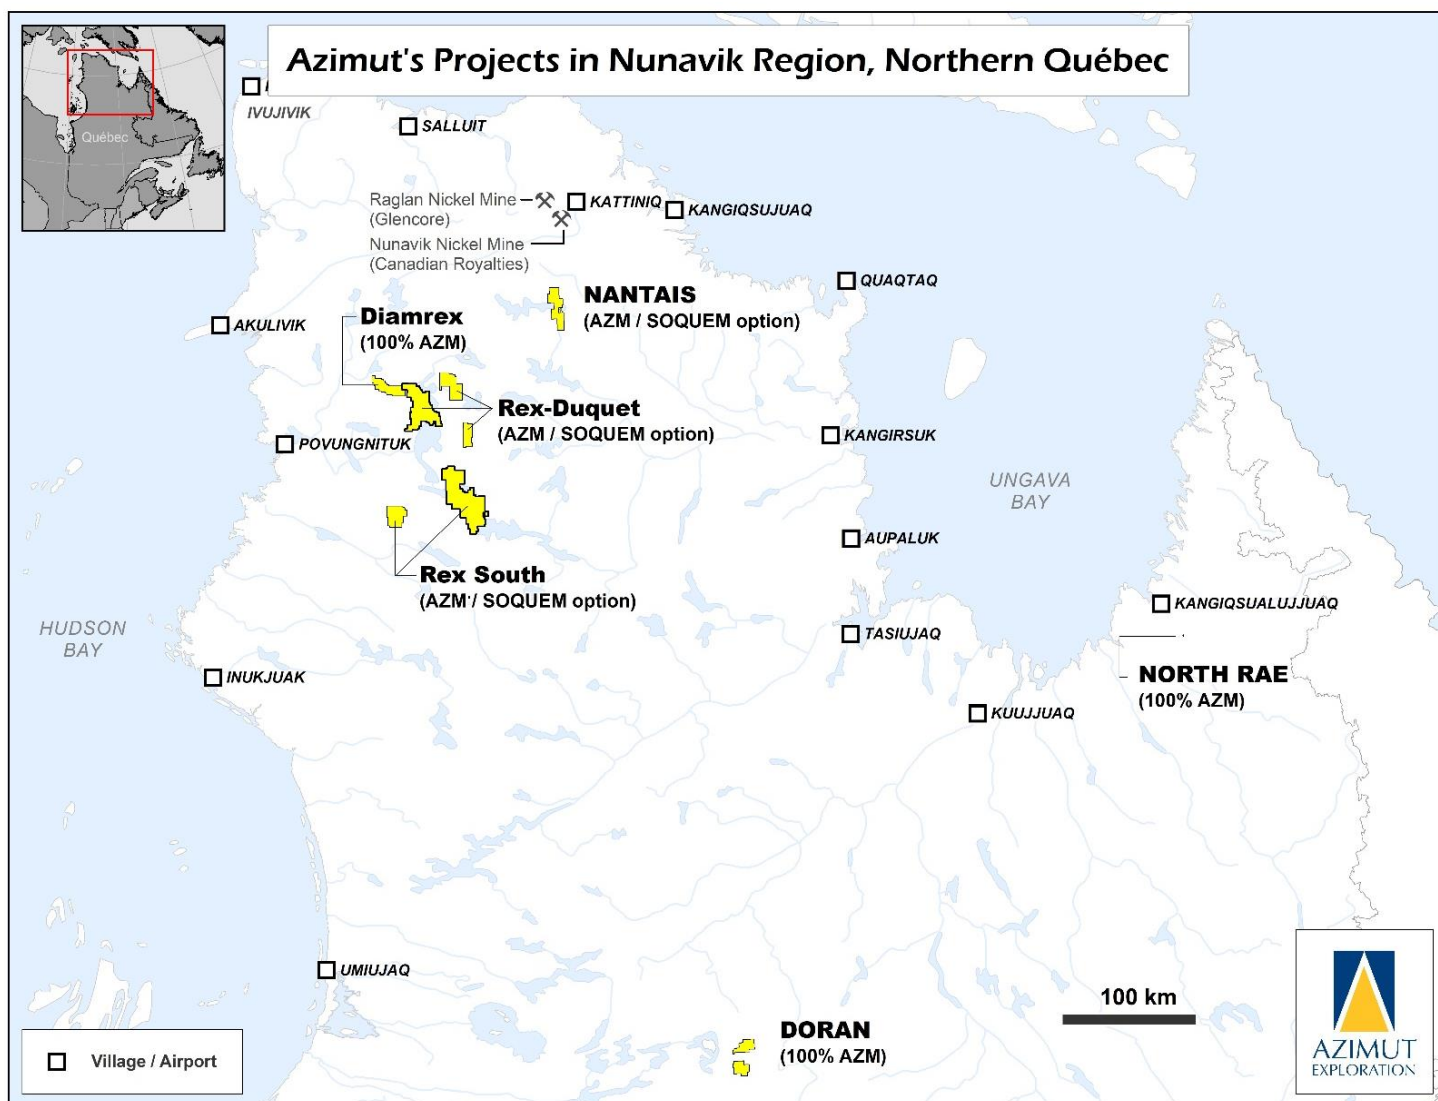 Azimut's Projects in Nunavik Region, Northern Québec
Québec
IVUJIVIK
SALLUIT
Raglan Nickel Mine
(Glencore)
KATTINIQ
KANGIQSUJUAQ
Nunavik Nickel Mine
(Canadian Royalties)
QUAQTAQ
NANTAIS
(AZM / SOQUEM option)
Diamrex
(100% AZM)
AKULIVIK
Rex-Duquet
(AZM / SOQUEM option)
POVUNGNITUK
KANGIRSUK
UNGAVA
BAY
AUPALUK
Rex South
(AZM / SOQUEM option)
KANGIQSUALUJJUAQ
HUDSON
BAY
TASIUJAQ
INUKJUAK
NORTH RAE
(100% AZM)
KUUJJUAQ
UMIUJAQ
100 km
DORAN
(100% AZM)
Village / Airport
AZIMUT
EXPLORATION